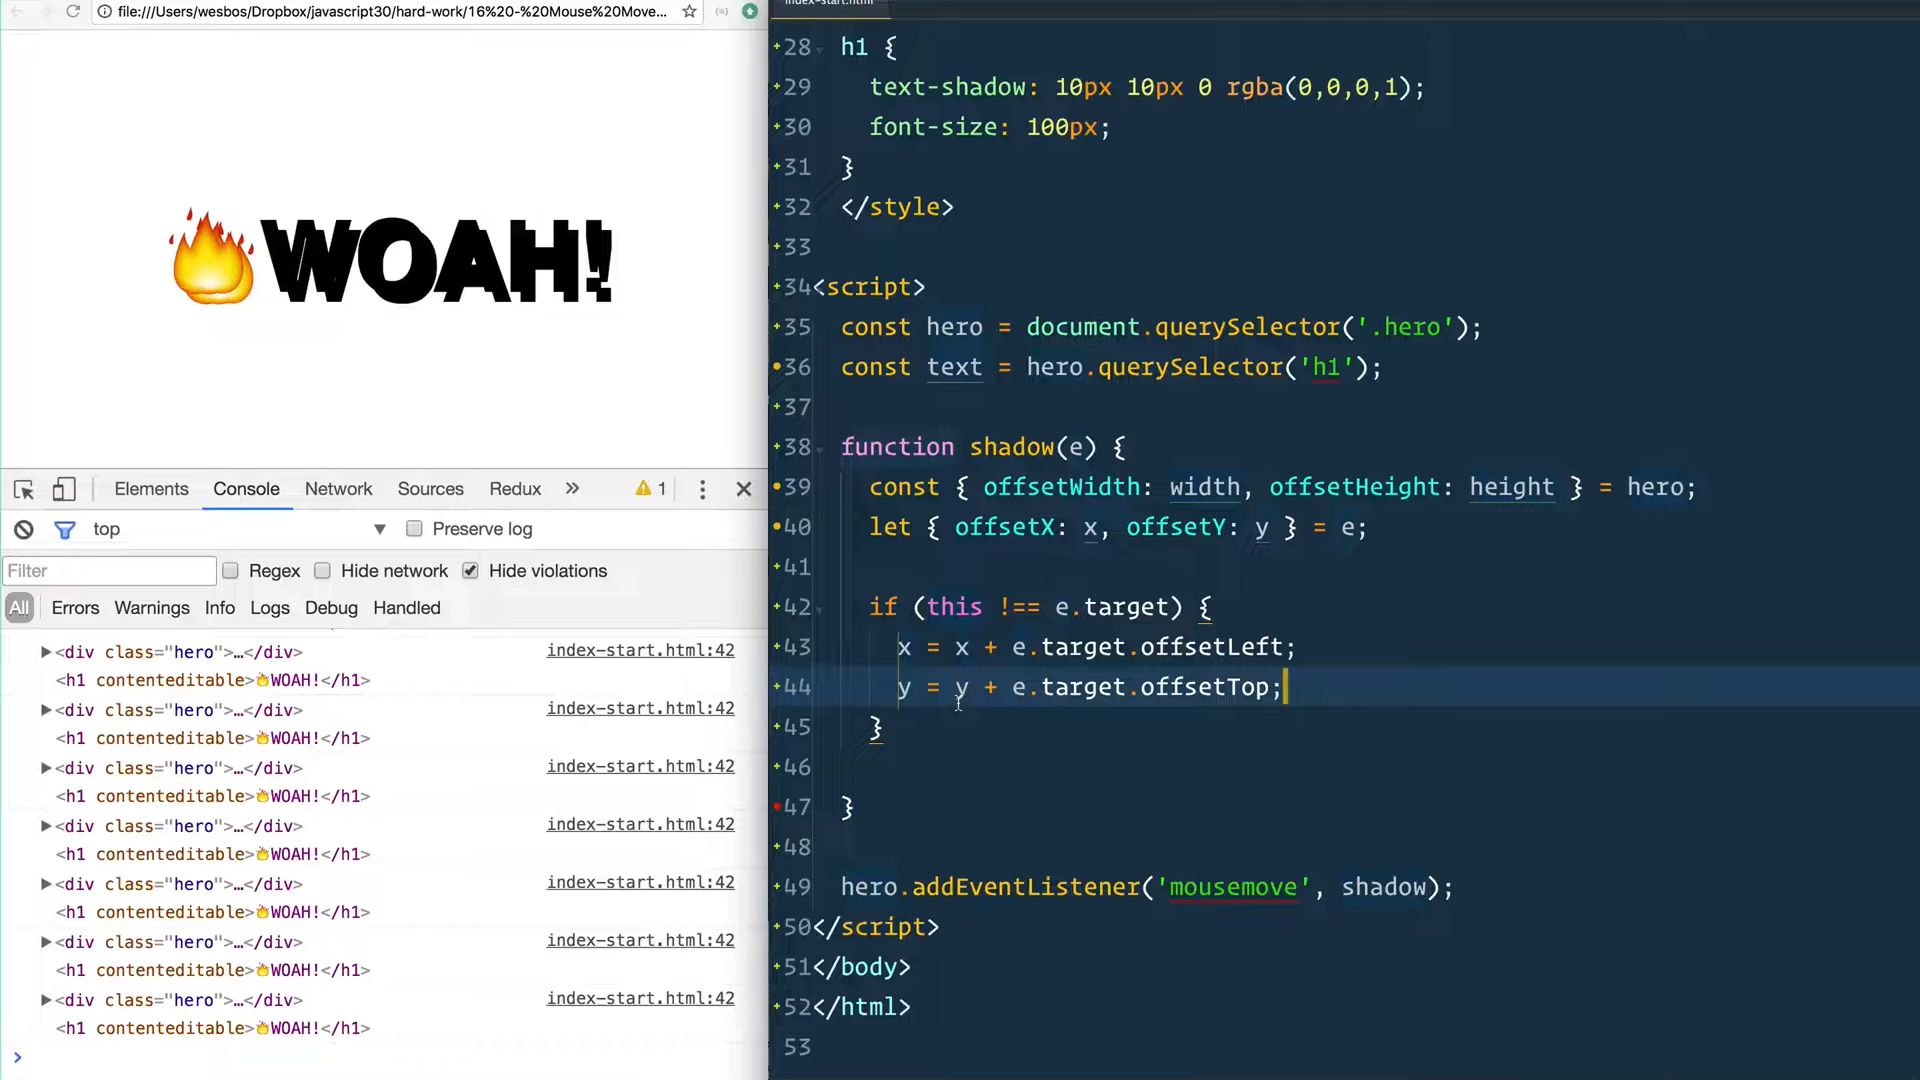 file:///Users/wesbos/Dropbox/javascript30/hard-work/16%20-%20Mouse%20Move...
🔥WOAH!
Elements Console Network Sources Redux » 1
top ▼ Preserve log
Filter Regex Hide network Hide violations
All Errors Warnings Info Logs Debug Handled
▶<div class="hero">…</div> index-start.html:42
<h1 contenteditable>🔥WOAH!</h1>
▶<div class="hero">…</div> index-start.html:42
<h1 contenteditable>🔥WOAH!</h1>
▶<div class="hero">…</div> index-start.html:42
<h1 contenteditable>🔥WOAH!</h1>
▶<div class="hero">…</div> index-start.html:42
<h1 contenteditable>🔥WOAH!</h1>
▶<div class="hero">…</div> index-start.html:42
<h1 contenteditable>🔥WOAH!</h1>
▶<div class="hero">…</div> index-start.html:42
<h1 contenteditable>🔥WOAH!</h1>
▶<div class="hero">…</div> index-start.html:42
<h1 contenteditable>🔥WOAH!</h1>
>
index-start.html
28 h1 {
29 text-shadow: 10px 10px 0 rgba(0,0,0,1);
30 font-size: 100px;
31 }
32 </style>
33
34 <script>
35 const hero = document.querySelector('.hero');
36 const text = hero.querySelector('h1');
37
38 function shadow(e) {
39 const { offsetWidth: width, offsetHeight: height } = hero;
40 let { offsetX: x, offsetY: y } = e;
41
42 if (this !== e.target) {
43 x = x + e.target.offsetLeft;
44 y = y + e.target.offsetTop;
45 }
46
47 }
48
49 hero.addEventListener('mousemove', shadow);
50 </script>
51 </body>
52 </html>
53